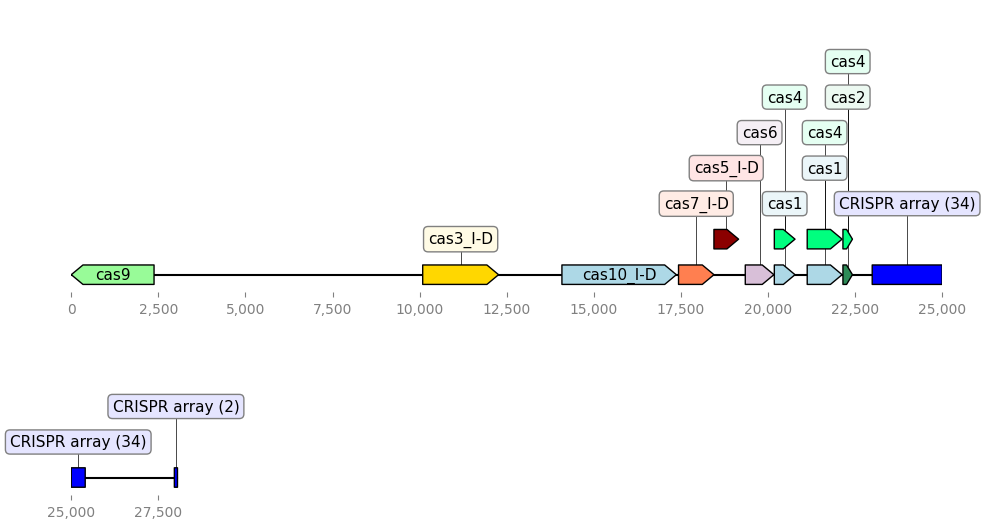 cas4
cas4
cas2
cas6
cas4
cas5_I-D
cas1
cas7_I-D
cas1
CRISPR array (34)
cas3_I-D
cas9
cas10_I-D
0
2,500
5,000
7,500
10,000
12,500
15,000
17,500
20,000
22,500
25,000
CRISPR array (2)
CRISPR array (34)
25,000
27,500